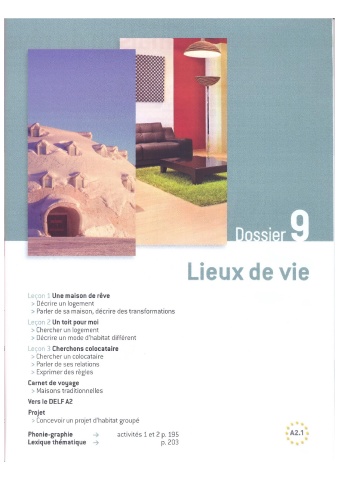 Dossier 9
Lieux de vie
Leçon 1 Une maison de rêve
> Décrire un logement
> Parler de sa maison, décrire des transformations
Leçon 2 Un toit pour moi
> Chercher un logement
> Décrire un mode d'habitat différent
Leçon 3 Cherchons colocataire
> Chercher un colocataire
> Parler de ses relations
> Exprimer des règles
Carnet de voyage
> Maisons traditionnelles
Vers le DELF A2
Projet
> Concevoir un projet d'habitat groupé
Phonie-graphie → activités 1 et 2 p. 195
Lexique thématique → p. 203
A2.1